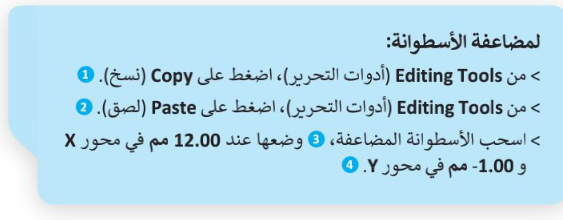 لمضاعفة الأسطوانة:
> من Editing Tools (أدوات التحرير)، اضغط على Copy (نسخ). 1
> من Editing Tools (أدوات التحرير)، اضغط على Paste (لصق). 2
> اسحب الأسطوانة المضاعفة، 3 وضعها عند 12.00 مم في محور X
و 1.00- مم في محور Y. 4